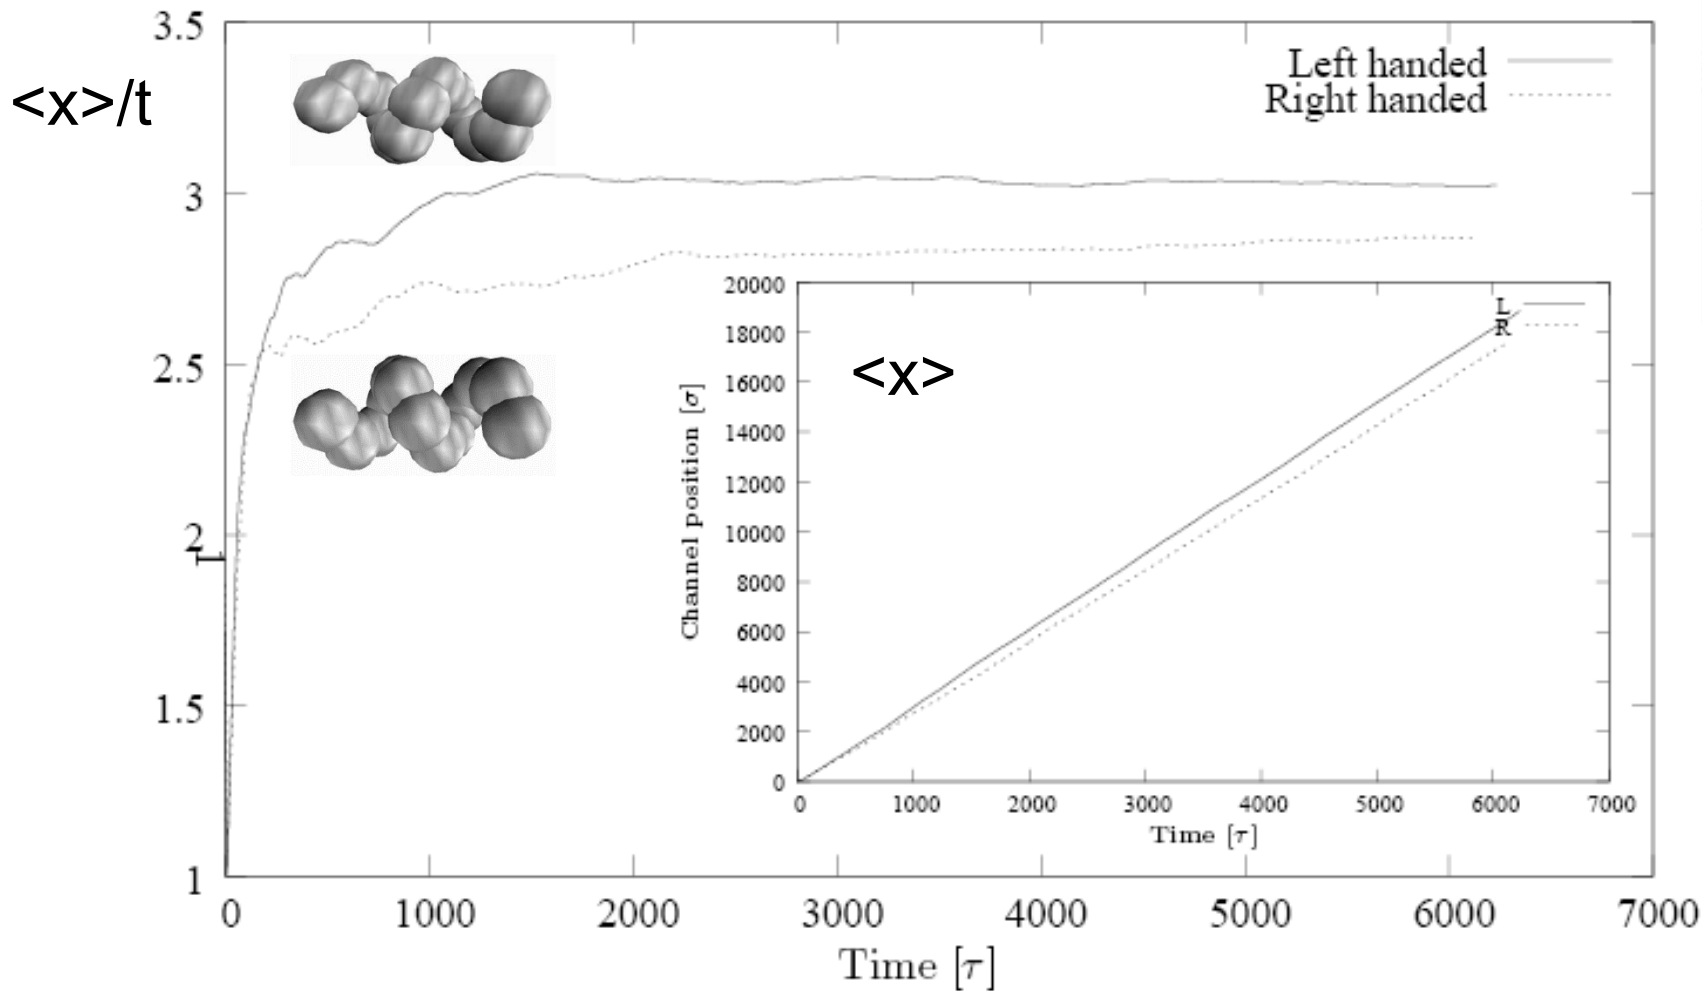 <x>/t
3.5
3
2.5
2
1.5
1
0 1000 2000 3000 4000 5000 6000 7000
Time [τ]
Left handed
Right handed
<x>
L
R
Channel position [σ]
20000
18000
16000
14000
12000
10000
8000
6000
4000
2000
0
0 1000 2000 3000 4000 5000 6000 7000
Time [τ]